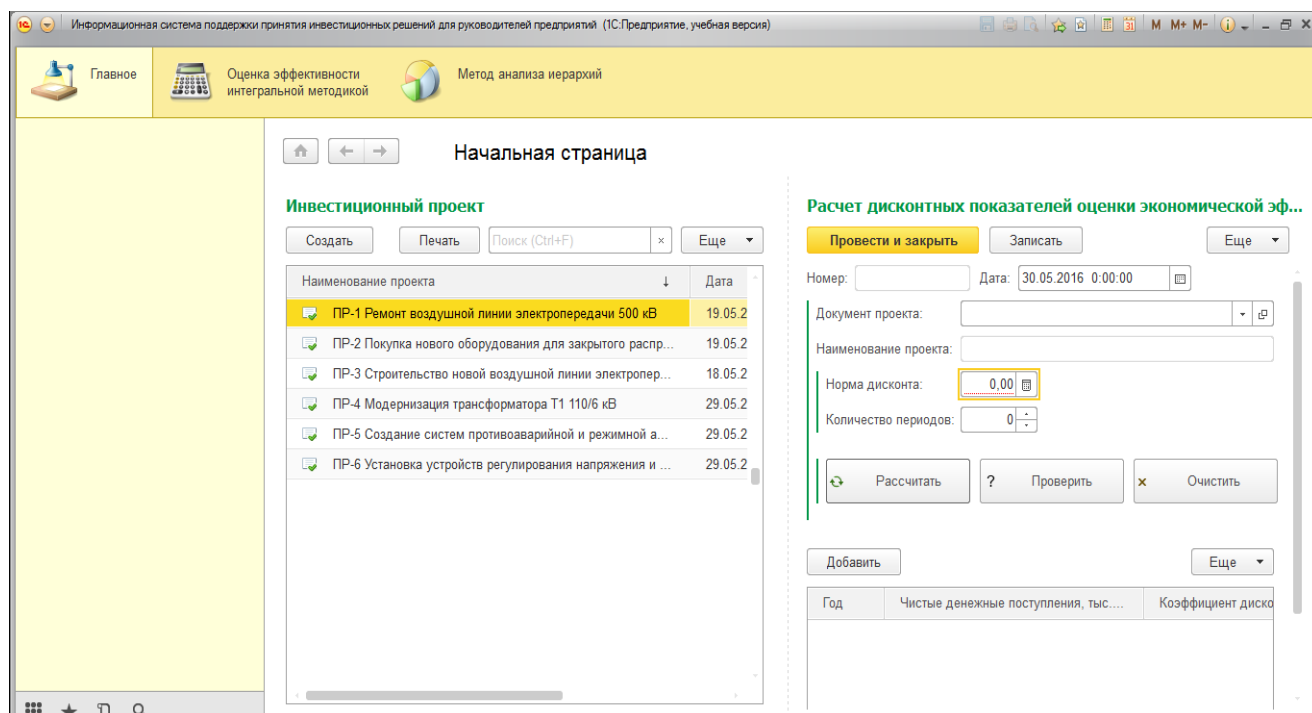 1С Информационная система поддержки принятия инвестиционных решений для руководителей предприятий (1С:Предприятие, учебная версия) 31 M M+ M-
Главное
Оценка эффективности
интегральной методикой
Метод анализа иерархий
Начальная страница
Инвестиционный проект
Создать Печать Поиск (Ctrl+F) × Еще
Наименование проекта ↓ Дата
ПР-1 Ремонт воздушной линии электропередачи 500 кВ 19.05.2
ПР-2 Покупка нового оборудования для закрытого распр... 19.05.2
ПР-3 Строительство новой воздушной линии электропер... 18.05.2
ПР-4 Модернизация трансформатора Т1 110/6 кВ 29.05.2
ПР-5 Создание систем противоаварийной и режимной а... 29.05.2
ПР-6 Установка устройств регулирования напряжения и ... 29.05.2
Расчет дисконтных показателей оценки экономической эф...
Провести и закрыть Записать Еще
Номер: Дата: 30.05.2016 0:00:00
Документ проекта:
Наименование проекта:
Норма дисконта: 0,00
Количество периодов: 0
Рассчитать ? Проверить x Очистить
Добавить Еще
Год Чистые денежные поступления, тыс.... Коэффициент диско